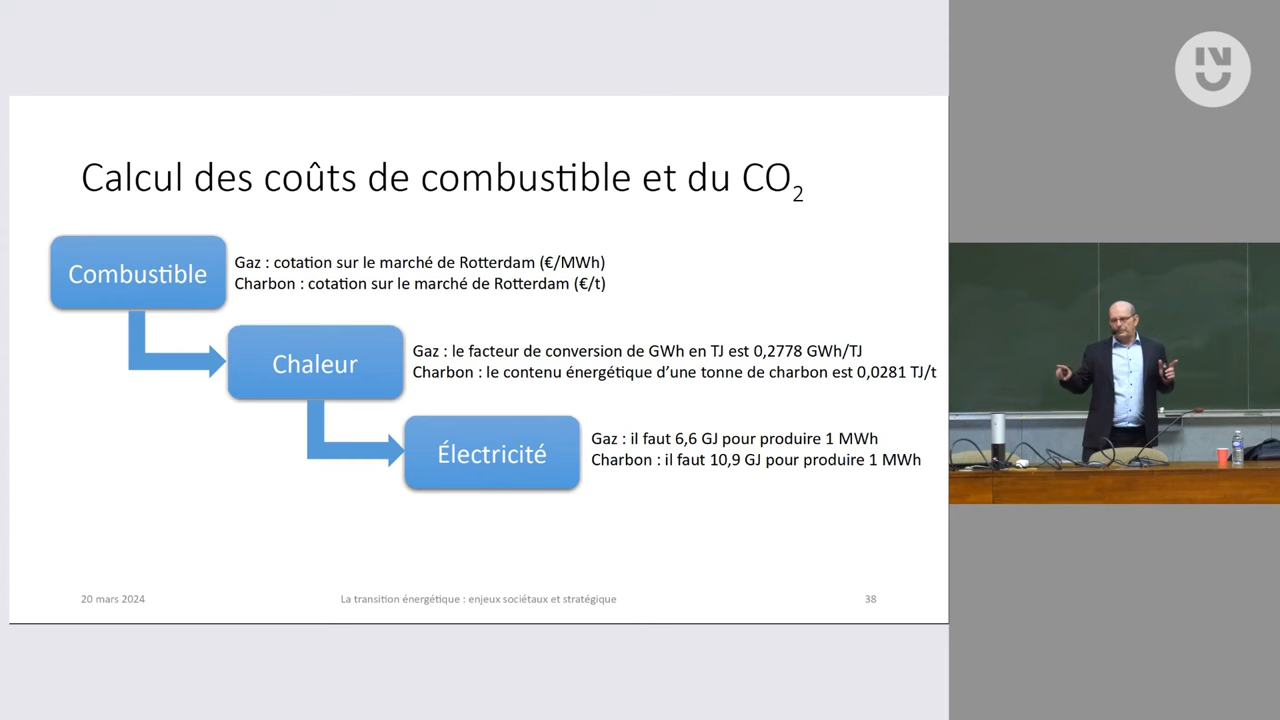 Calcul des coûts de combustible et du CO₂
Combustible
Gaz : cotation sur le marché de Rotterdam (€/MWh)
Charbon : cotation sur le marché de Rotterdam (€/t)
Chaleur
Gaz : le facteur de conversion de GWh en TJ est 0,2778 GWh/TJ
Charbon : le contenu énergétique d’une tonne de charbon est 0,0281 TJ/t
Électricité
Gaz : il faut 6,6 GJ pour produire 1 MWh
Charbon : il faut 10,9 GJ pour produire 1 MWh
20 mars 2024
La transition énergétique : enjeux sociétaux et stratégique
38